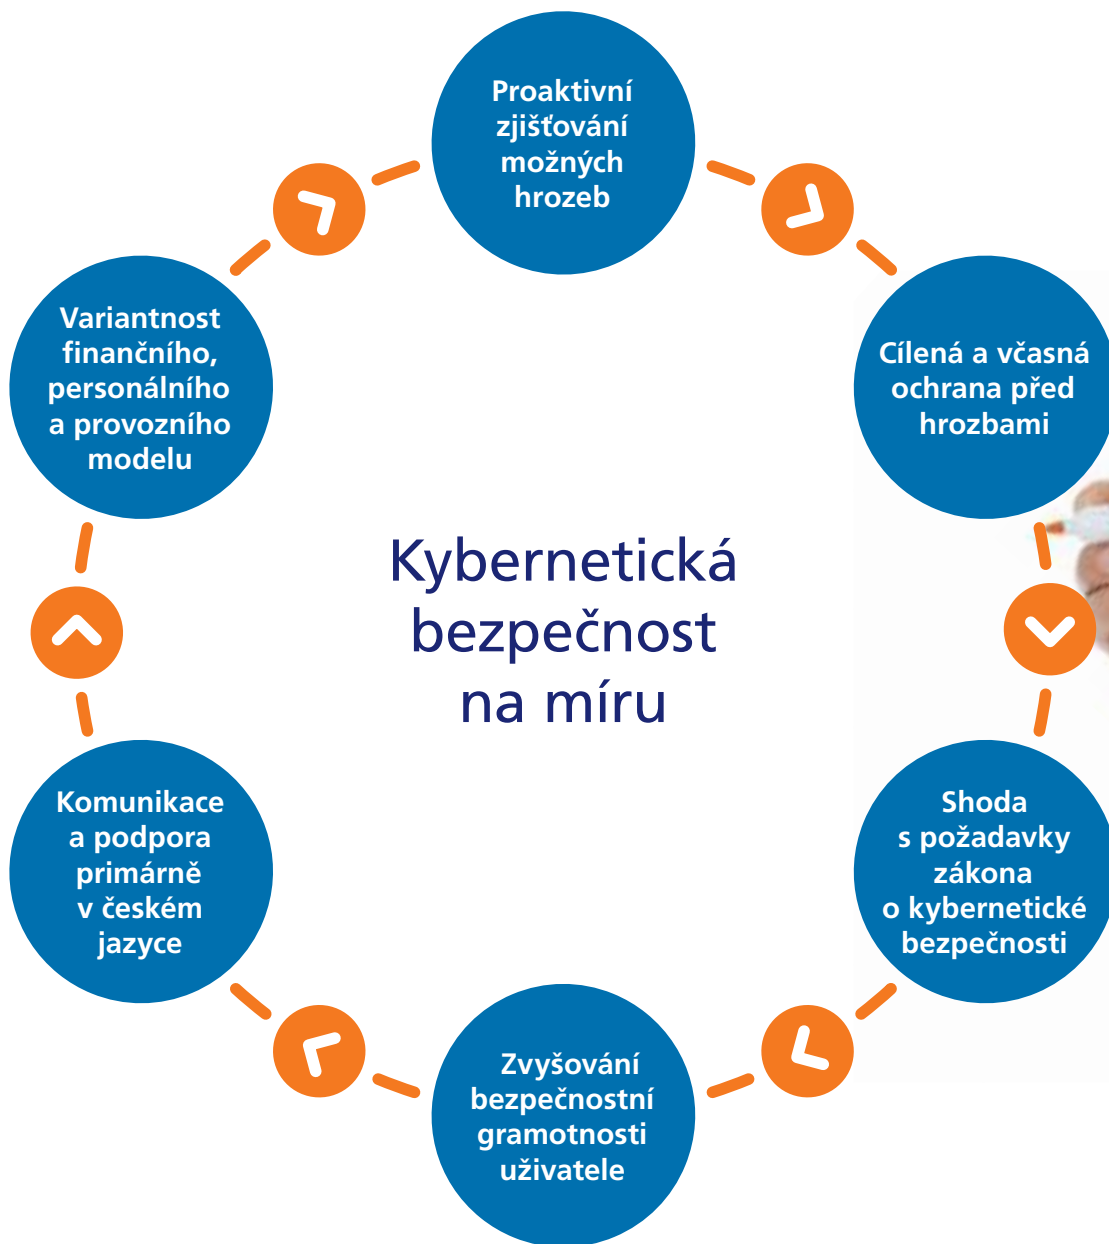 Proaktivní
zjišťování
možných
hrozeb
Variantnost
finančního,
personálního
a provozního
modelu
Cílená a včasná
ochrana před
hrozbami
Kybernetická
bezpečnost
na míru
Komunikace
a podpora
primárně
v českém
jazyce
Shoda
s požadavky
zákona
o kybernetické
bezpečnosti
Zvyšování
bezpečnostní
gramotnosti
uživatele